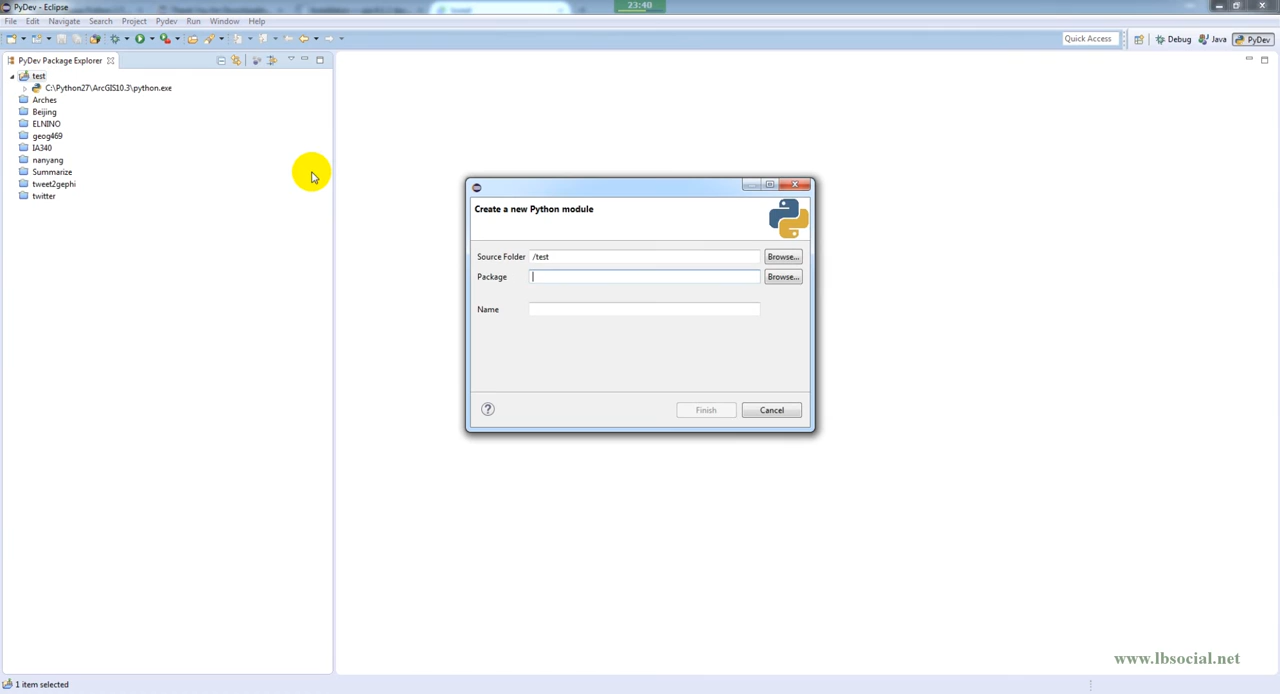 PyDev - Eclipse
23:40
File Edit Navigate Search Project Pydev Run Window Help
Quick Access Debug Java PyDev
PyDev Package Explorer
test
C:\Python27\ArcGIS10.3\python.exe
Arches
Beijing
ELNINO
geog469
IA340
nanyang
Summarize
tweet2gephi
twitter
Create a new Python module
Source Folder /test Browse...
Package Browse...
Name
? Finish Cancel
www.lbsocial.net
1 item selected